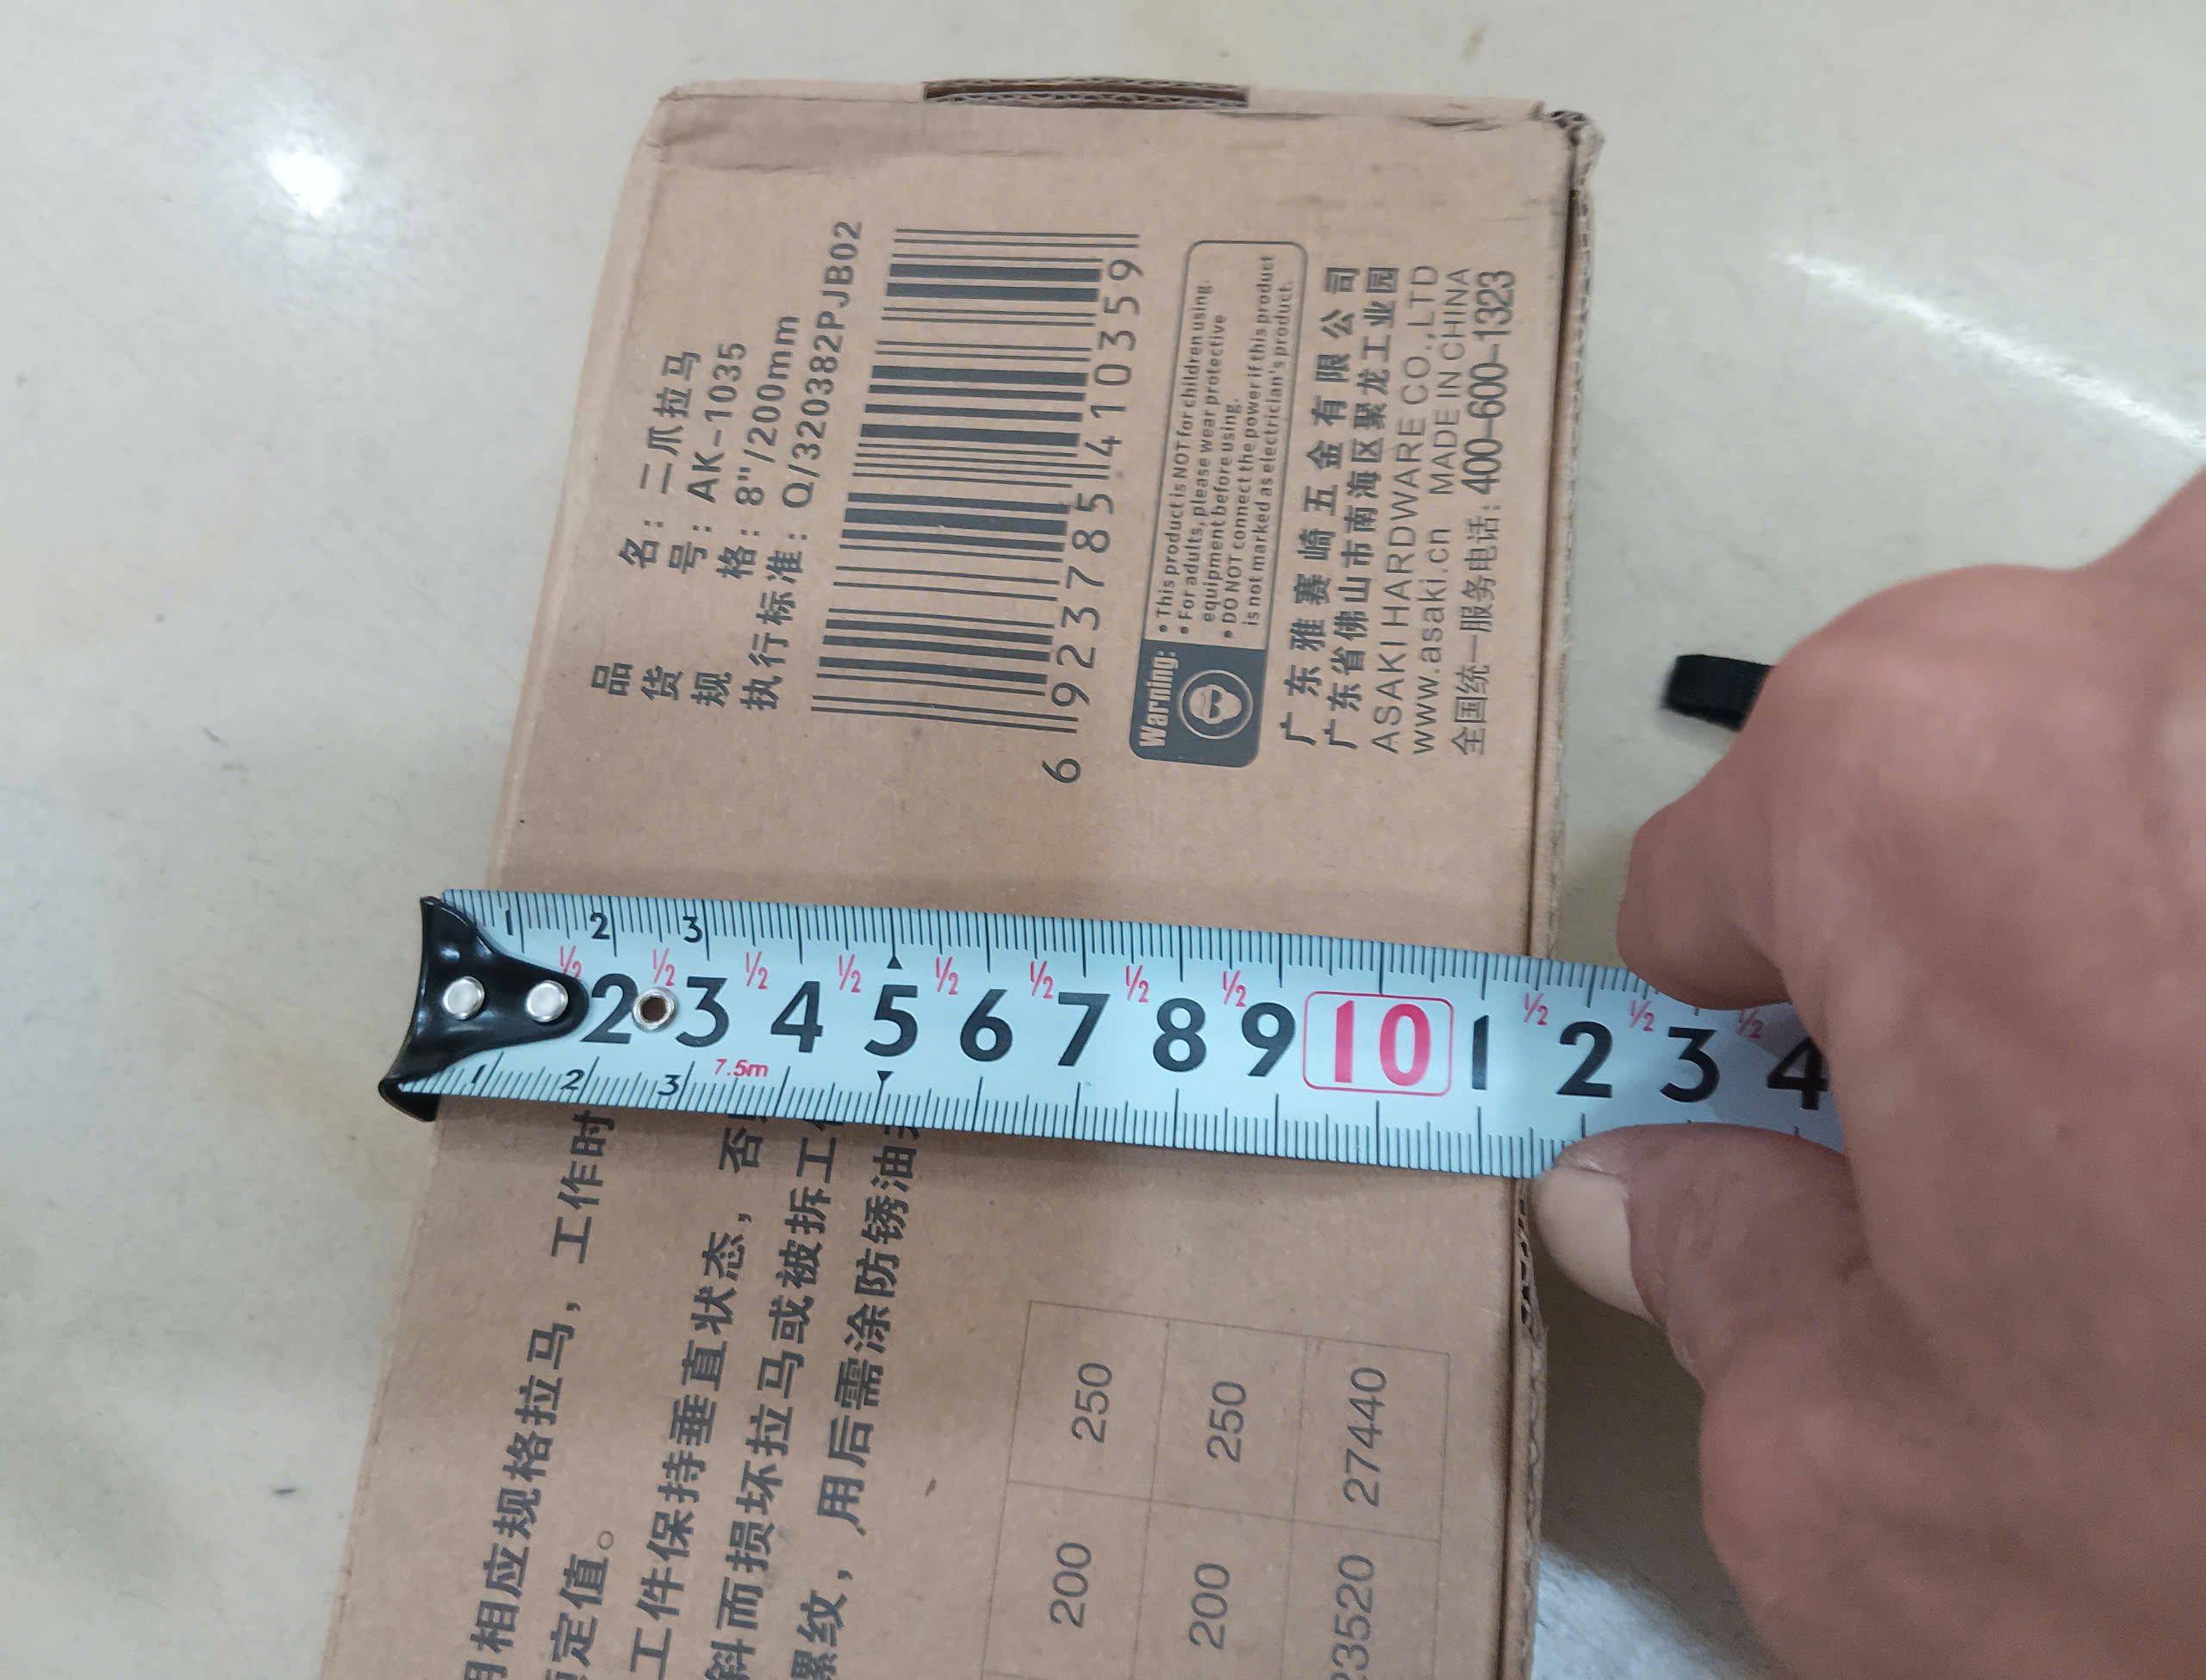 品 名：二爪拉马
货 号：AK-1035
规 格：8"/200mm
执行标准：Q/320382PJB02
6 923785 410359
Warning:
• This product is NOT for children using.
• For adults, please wear protective
equipment before using.
• DO NOT connect the power if this product
is not marked as electrician's product.
广东雅赛崎五金有限公司
广东省佛山市南海区聚龙工业园
ASAKI HARDWARE CO.,LTD
www.asaki.cn MADE IN CHINA
全国统一服务电话：400-600-1323
1 2 3
½ ½ ½ ½ ½ ½ ½ ½ ½ ½ ½
2 3 4 5 6 7 8 9 10 1 2 3 4
1 2 3 7.5m
用相应规格拉马，工作时
定值。
工件保持垂直状态，否
斜而损坏拉马或被拆工
螺纹，用后需涂防锈油
200 250
200 250
23520 27440